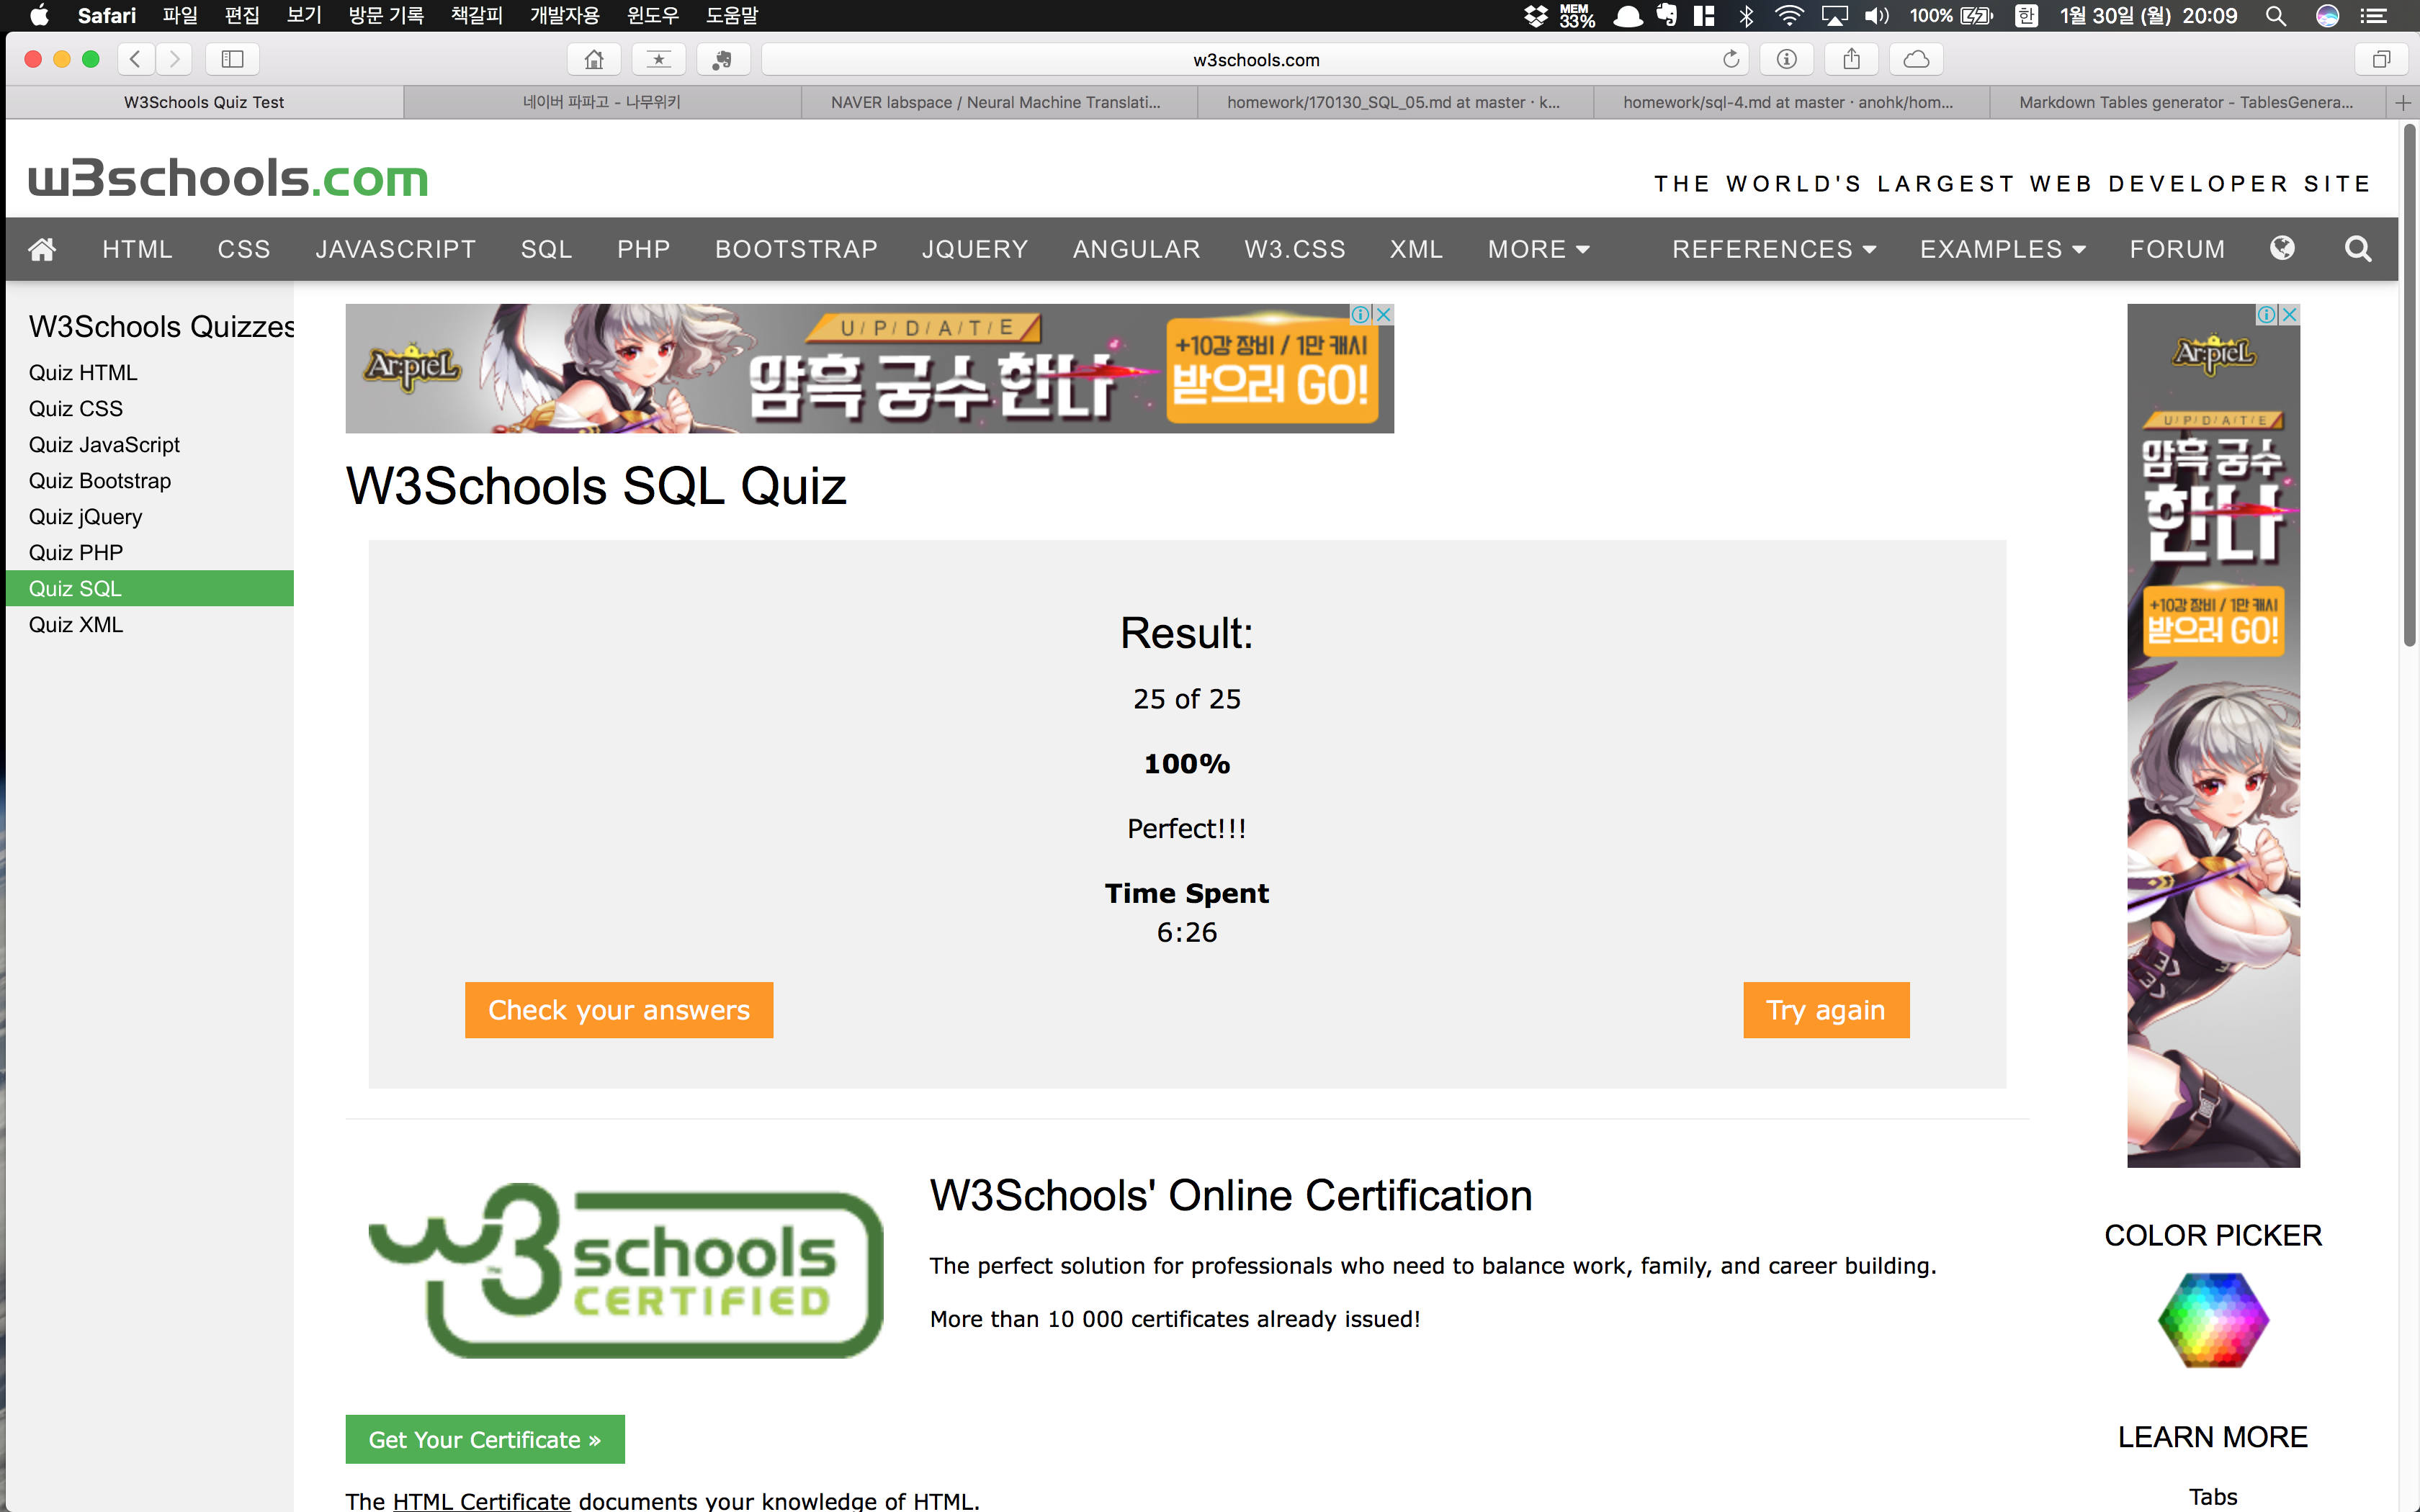 Safari 파일 편집 보기 방문 기록 책갈피 개발자용 윈도우 도움말 MEM 33% 100% 한 1월 30일 (월) 20:09
w3schools.com
W3Schools Quiz Test 네이버 파파고 - 나무위키 NAVER labspace / Neural Machine Translati... homework/170130_SQL_05.md at master · k... homework/sql-4.md at master · anohk/hom... Markdown Tables generator - TablesGenera...
w3schools.com
THE WORLD'S LARGEST WEB DEVELOPER SITE
HTML CSS JAVASCRIPT SQL PHP BOOTSTRAP JQUERY ANGULAR W3.CSS XML MORE REFERENCES EXAMPLES FORUM
W3Schools Quizzes
Quiz HTML
Quiz CSS
Quiz JavaScript
Quiz Bootstrap
Quiz jQuery
Quiz PHP
Quiz SQL
Quiz XML
Ar:pieL
U/P/D/A/T/E
암흑 궁수 한나
+10강 장비 / 1만 캐시
받으러 GO!
W3Schools SQL Quiz
Result:
25 of 25
100%
Perfect!!!
Time Spent
6:26
Check your answers
Try again
Ar:pieL
U/P/D/A/T/E
암흑 궁수
한나
+10강 장비 / 1만 캐시
받으러 GO!
w3schools
CERTIFIED
W3Schools' Online Certification
The perfect solution for professionals who need to balance work, family, and career building.
More than 10 000 certificates already issued!
Get Your Certificate »
The HTML Certificate documents your knowledge of HTML.
COLOR PICKER
LEARN MORE
Tabs